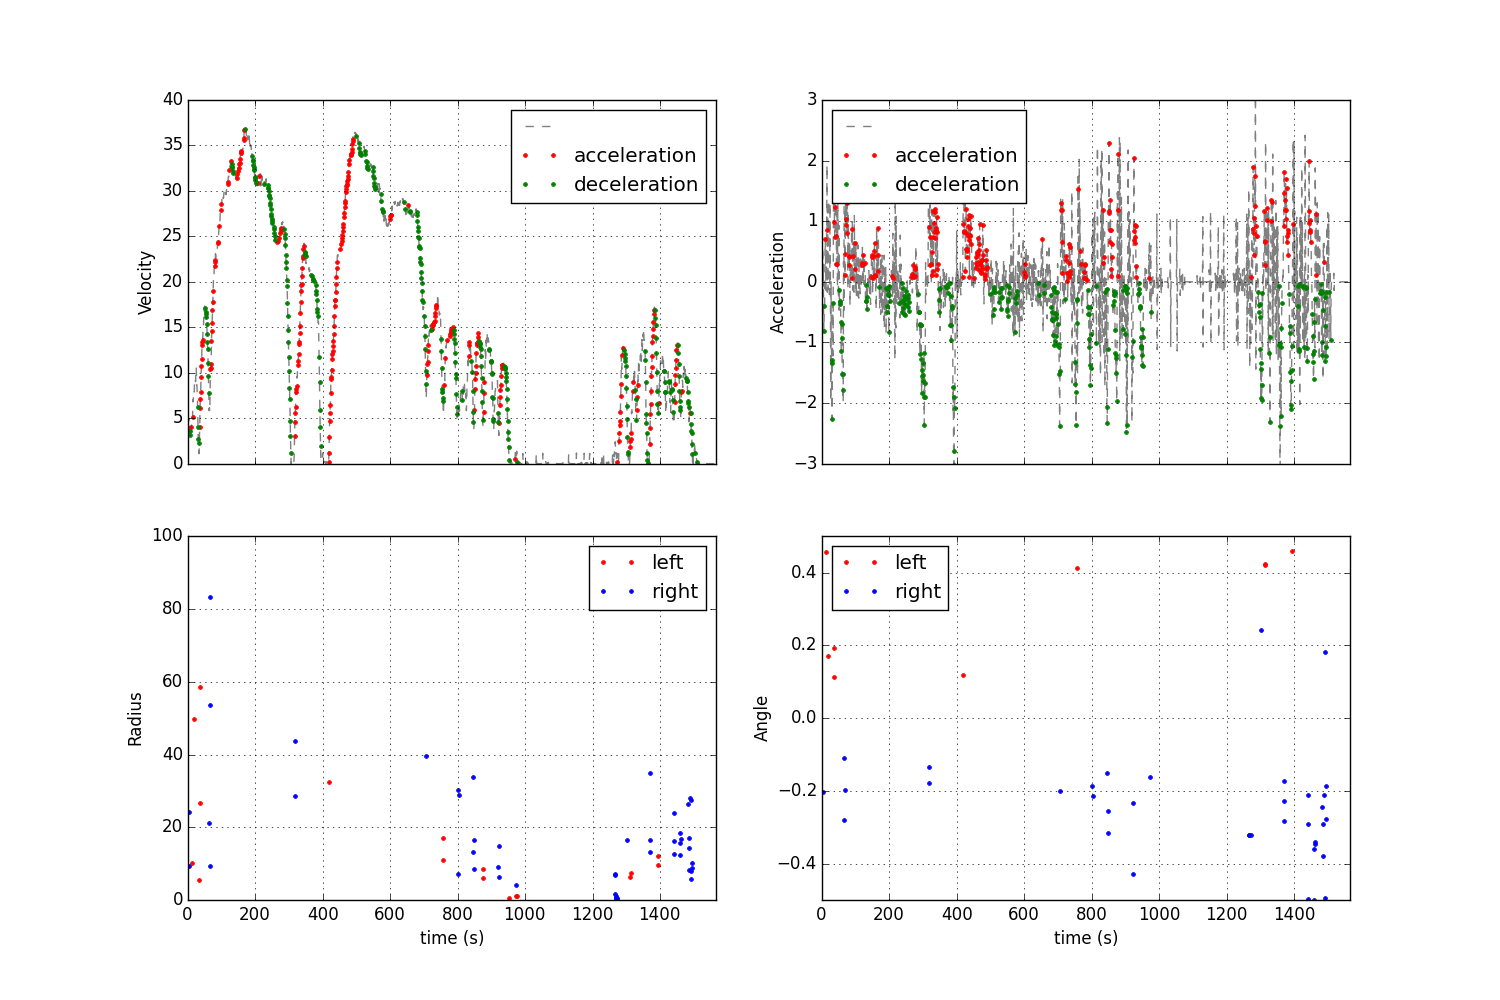 40
35
30
25
20
15
10
5
0
Velocity
acceleration
deceleration
3
2
1
0
−1
−2
−3
Acceleration
acceleration
deceleration
100
80
60
40
20
0
Radius
left
right
0 200 400 600 800 1000 1200 1400
time (s)
0.4
0.2
0.0
−0.2
−0.4
Angle
left
right
0 200 400 600 800 1000 1200 1400
time (s)